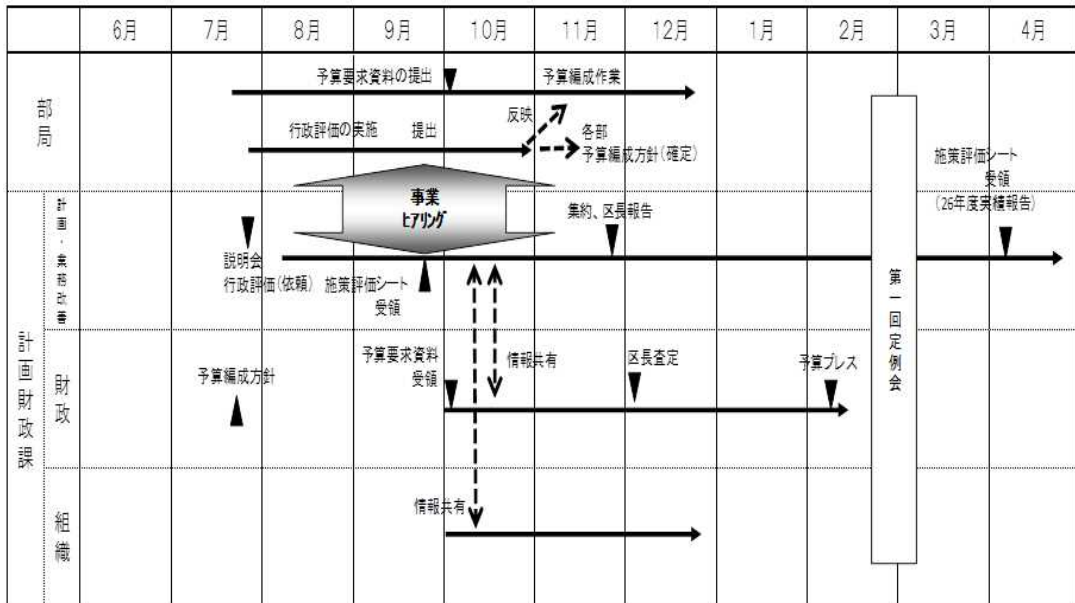 6月
7月
8月
9月
10月
11月
12月
1月
2月
3月
4月
部局
予算要求資料の提出
予算編成作業
行政評価の実施
提出
反映
各部
予算編成方針(確定)
事業
ヒアリング
計画財政課
計画・業務改善
説明会
行政評価(依頼)
施策評価シート
受領
集約、区長報告
施策評価シート
受領
(26年度実積報告)
第一回定例会
財政
予算編成方針
予算要求資料
受領
情報共有
区長査定
予算プレス
組織
情報共有